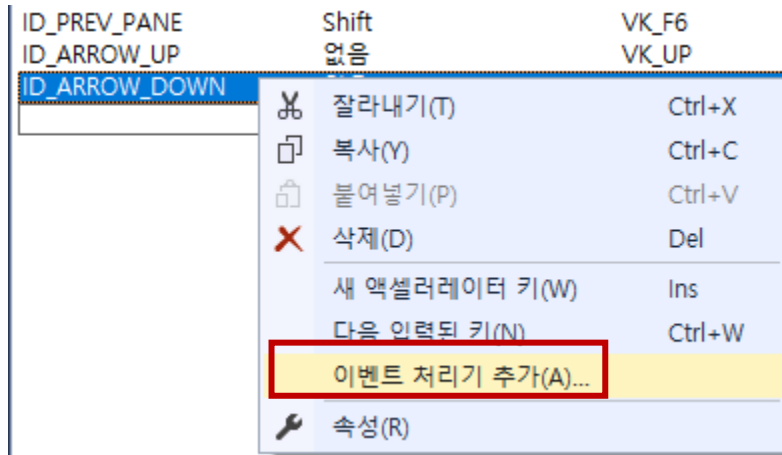 ID_PREV_PANE Shift VK_F6
ID_ARROW_UP 없음 VK_UP
ID_ARROW_DOWN
잘라내기(T) Ctrl+X
복사(Y) Ctrl+C
붙여넣기(P) Ctrl+V
삭제(D) Del
새 액셀러레이터 키(W) Ins
다음 입력된 키(N) Ctrl+W
이벤트 처리기 추가(A)...
속성(R)